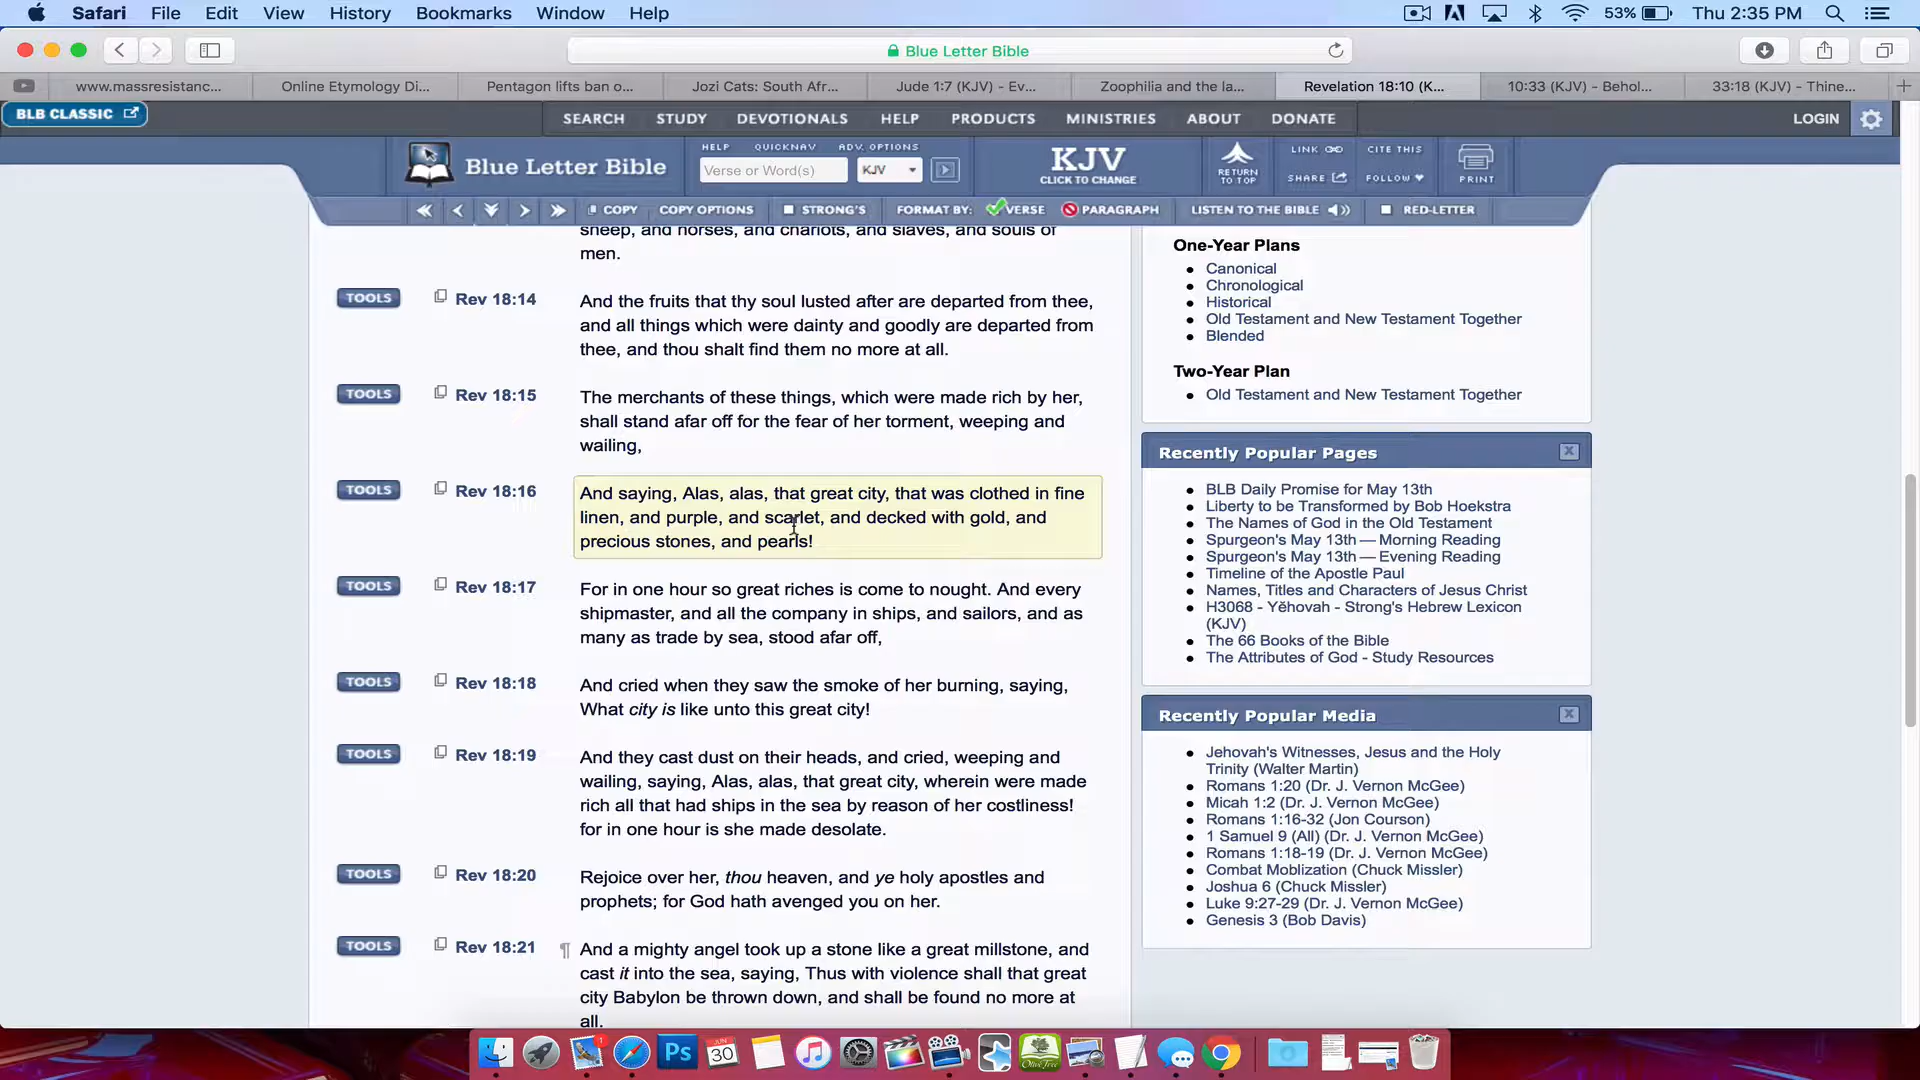 Safari File Edit View History Bookmarks Window Help 53% Thu 2:35 PM
Blue Letter Bible
www.massresistanc... Online Etymology Di... Pentagon lifts ban o... Jozi Cats: South Afr... Jude 1:7 (KJV) - Ev... Zoophilia and the la... Revelation 18:10 (K... 10:33 (KJV) - Behol... 33:18 (KJV) - Thine...
BLB CLASSIC SEARCH STUDY DEVOTIONALS HELP PRODUCTS MINISTRIES ABOUT DONATE LOGIN
HELP QUICKNAV ADV. OPTIONS
Blue Letter Bible Verse or Word(s) KJV
KJV
CLICK TO CHANGE
RETURN
TO TOP
LINK CITE THIS
SHARE FOLLOW
PRINT
COPY COPY OPTIONS STRONG'S FORMAT BY: VERSE PARAGRAPH LISTEN TO THE BIBLE RED-LETTER
sheep, and horses, and chariots, and slaves, and souls of
men.
TOOLS Rev 18:14 And the fruits that thy soul lusted after are departed from thee,
and all things which were dainty and goodly are departed from
thee, and thou shalt find them no more at all.
TOOLS Rev 18:15 The merchants of these things, which were made rich by her,
shall stand afar off for the fear of her torment, weeping and
wailing,
TOOLS Rev 18:16 And saying, Alas, alas, that great city, that was clothed in fine
linen, and purple, and scarlet, and decked with gold, and
precious stones, and pearls!
TOOLS Rev 18:17 For in one hour so great riches is come to nought. And every
shipmaster, and all the company in ships, and sailors, and as
many as trade by sea, stood afar off,
TOOLS Rev 18:18 And cried when they saw the smoke of her burning, saying,
What city is like unto this great city!
TOOLS Rev 18:19 And they cast dust on their heads, and cried, weeping and
wailing, saying, Alas, alas, that great city, wherein were made
rich all that had ships in the sea by reason of her costliness!
for in one hour is she made desolate.
TOOLS Rev 18:20 Rejoice over her, thou heaven, and ye holy apostles and
prophets; for God hath avenged you on her.
TOOLS Rev 18:21 ¶ And a mighty angel took up a stone like a great millstone, and
cast it into the sea, saying, Thus with violence shall that great
city Babylon be thrown down, and shall be found no more at
all.
One-Year Plans
Canonical
Chronological
Historical
Old Testament and New Testament Together
Blended
Two-Year Plan
Old Testament and New Testament Together
Recently Popular Pages
BLB Daily Promise for May 13th
Liberty to be Transformed by Bob Hoekstra
The Names of God in the Old Testament
Spurgeon's May 13th — Morning Reading
Spurgeon's May 13th — Evening Reading
Timeline of the Apostle Paul
Names, Titles and Characters of Jesus Christ
H3068 - Yĕhovah - Strong's Hebrew Lexicon
(KJV)
The 66 Books of the Bible
The Attributes of God - Study Resources
Recently Popular Media
Jehovah's Witnesses, Jesus and the Holy
Trinity (Walter Martin)
Romans 1:20 (Dr. J. Vernon McGee)
Micah 1:2 (Dr. J. Vernon McGee)
Romans 1:16-32 (Jon Courson)
1 Samuel 9 (All) (Dr. J. Vernon McGee)
Romans 1:18-19 (Dr. J. Vernon McGee)
Combat Moblization (Chuck Missler)
Joshua 6 (Chuck Missler)
Luke 9:27-29 (Dr. J. Vernon McGee)
Genesis 3 (Bob Davis)
1 Ps JUN 30